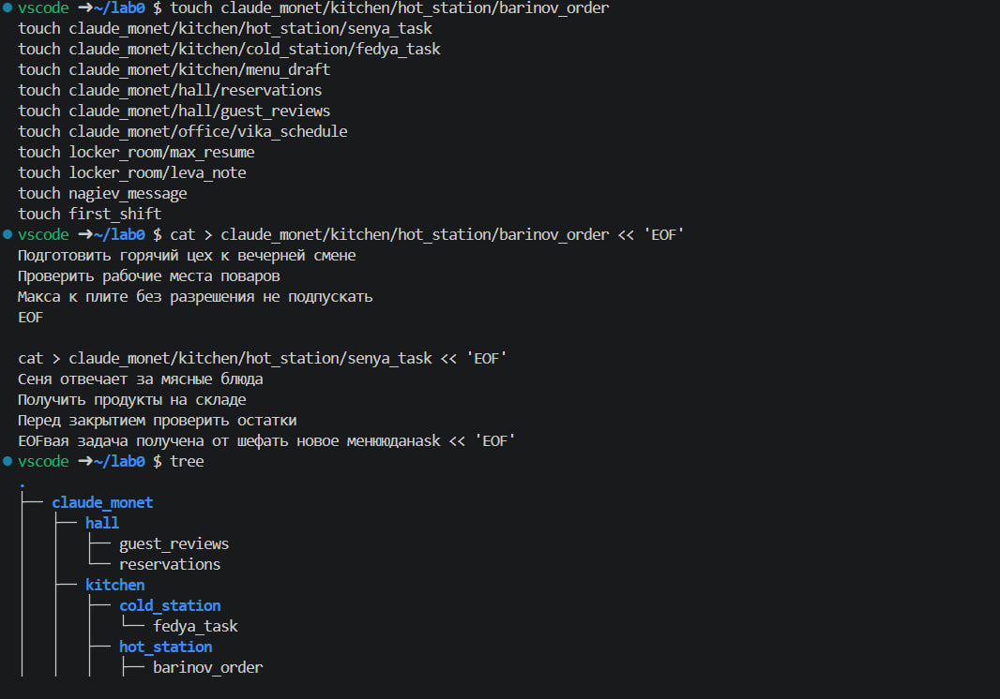 vscode ➜~/lab0 $ touch claude_monet/kitchen/hot_station/barinov_order
touch claude_monet/kitchen/hot_station/senya_task
touch claude_monet/kitchen/cold_station/fedya_task
touch claude_monet/kitchen/menu_draft
touch claude_monet/hall/reservations
touch claude_monet/hall/guest_reviews
touch claude_monet/office/vika_schedule
touch locker_room/max_resume
touch locker_room/leva_note
touch nagiev_message
touch first_shift
vscode ➜~/lab0 $ cat > claude_monet/kitchen/hot_station/barinov_order << 'EOF'
Подготовить горячий цех к вечерней смене
Проверить рабочие места поваров
Макса к плите без разрешения не подпускать
EOF
cat > claude_monet/kitchen/hot_station/senya_task << 'EOF'
Сеня отвечает за мясные блюда
Получить продукты на складе
Перед закрытием проверить остатки
EOFвая задача получена от шефать новое менююданask << 'EOF'
vscode ➜~/lab0 $ tree
.
├── claude_monet
│   ├── hall
│   │   ├── guest_reviews
│   │   └── reservations
│   ├── kitchen
│   │   ├── cold_station
│   │   │   └── fedya_task
│   │   ├── hot_station
│   │   │   ├── barinov_order